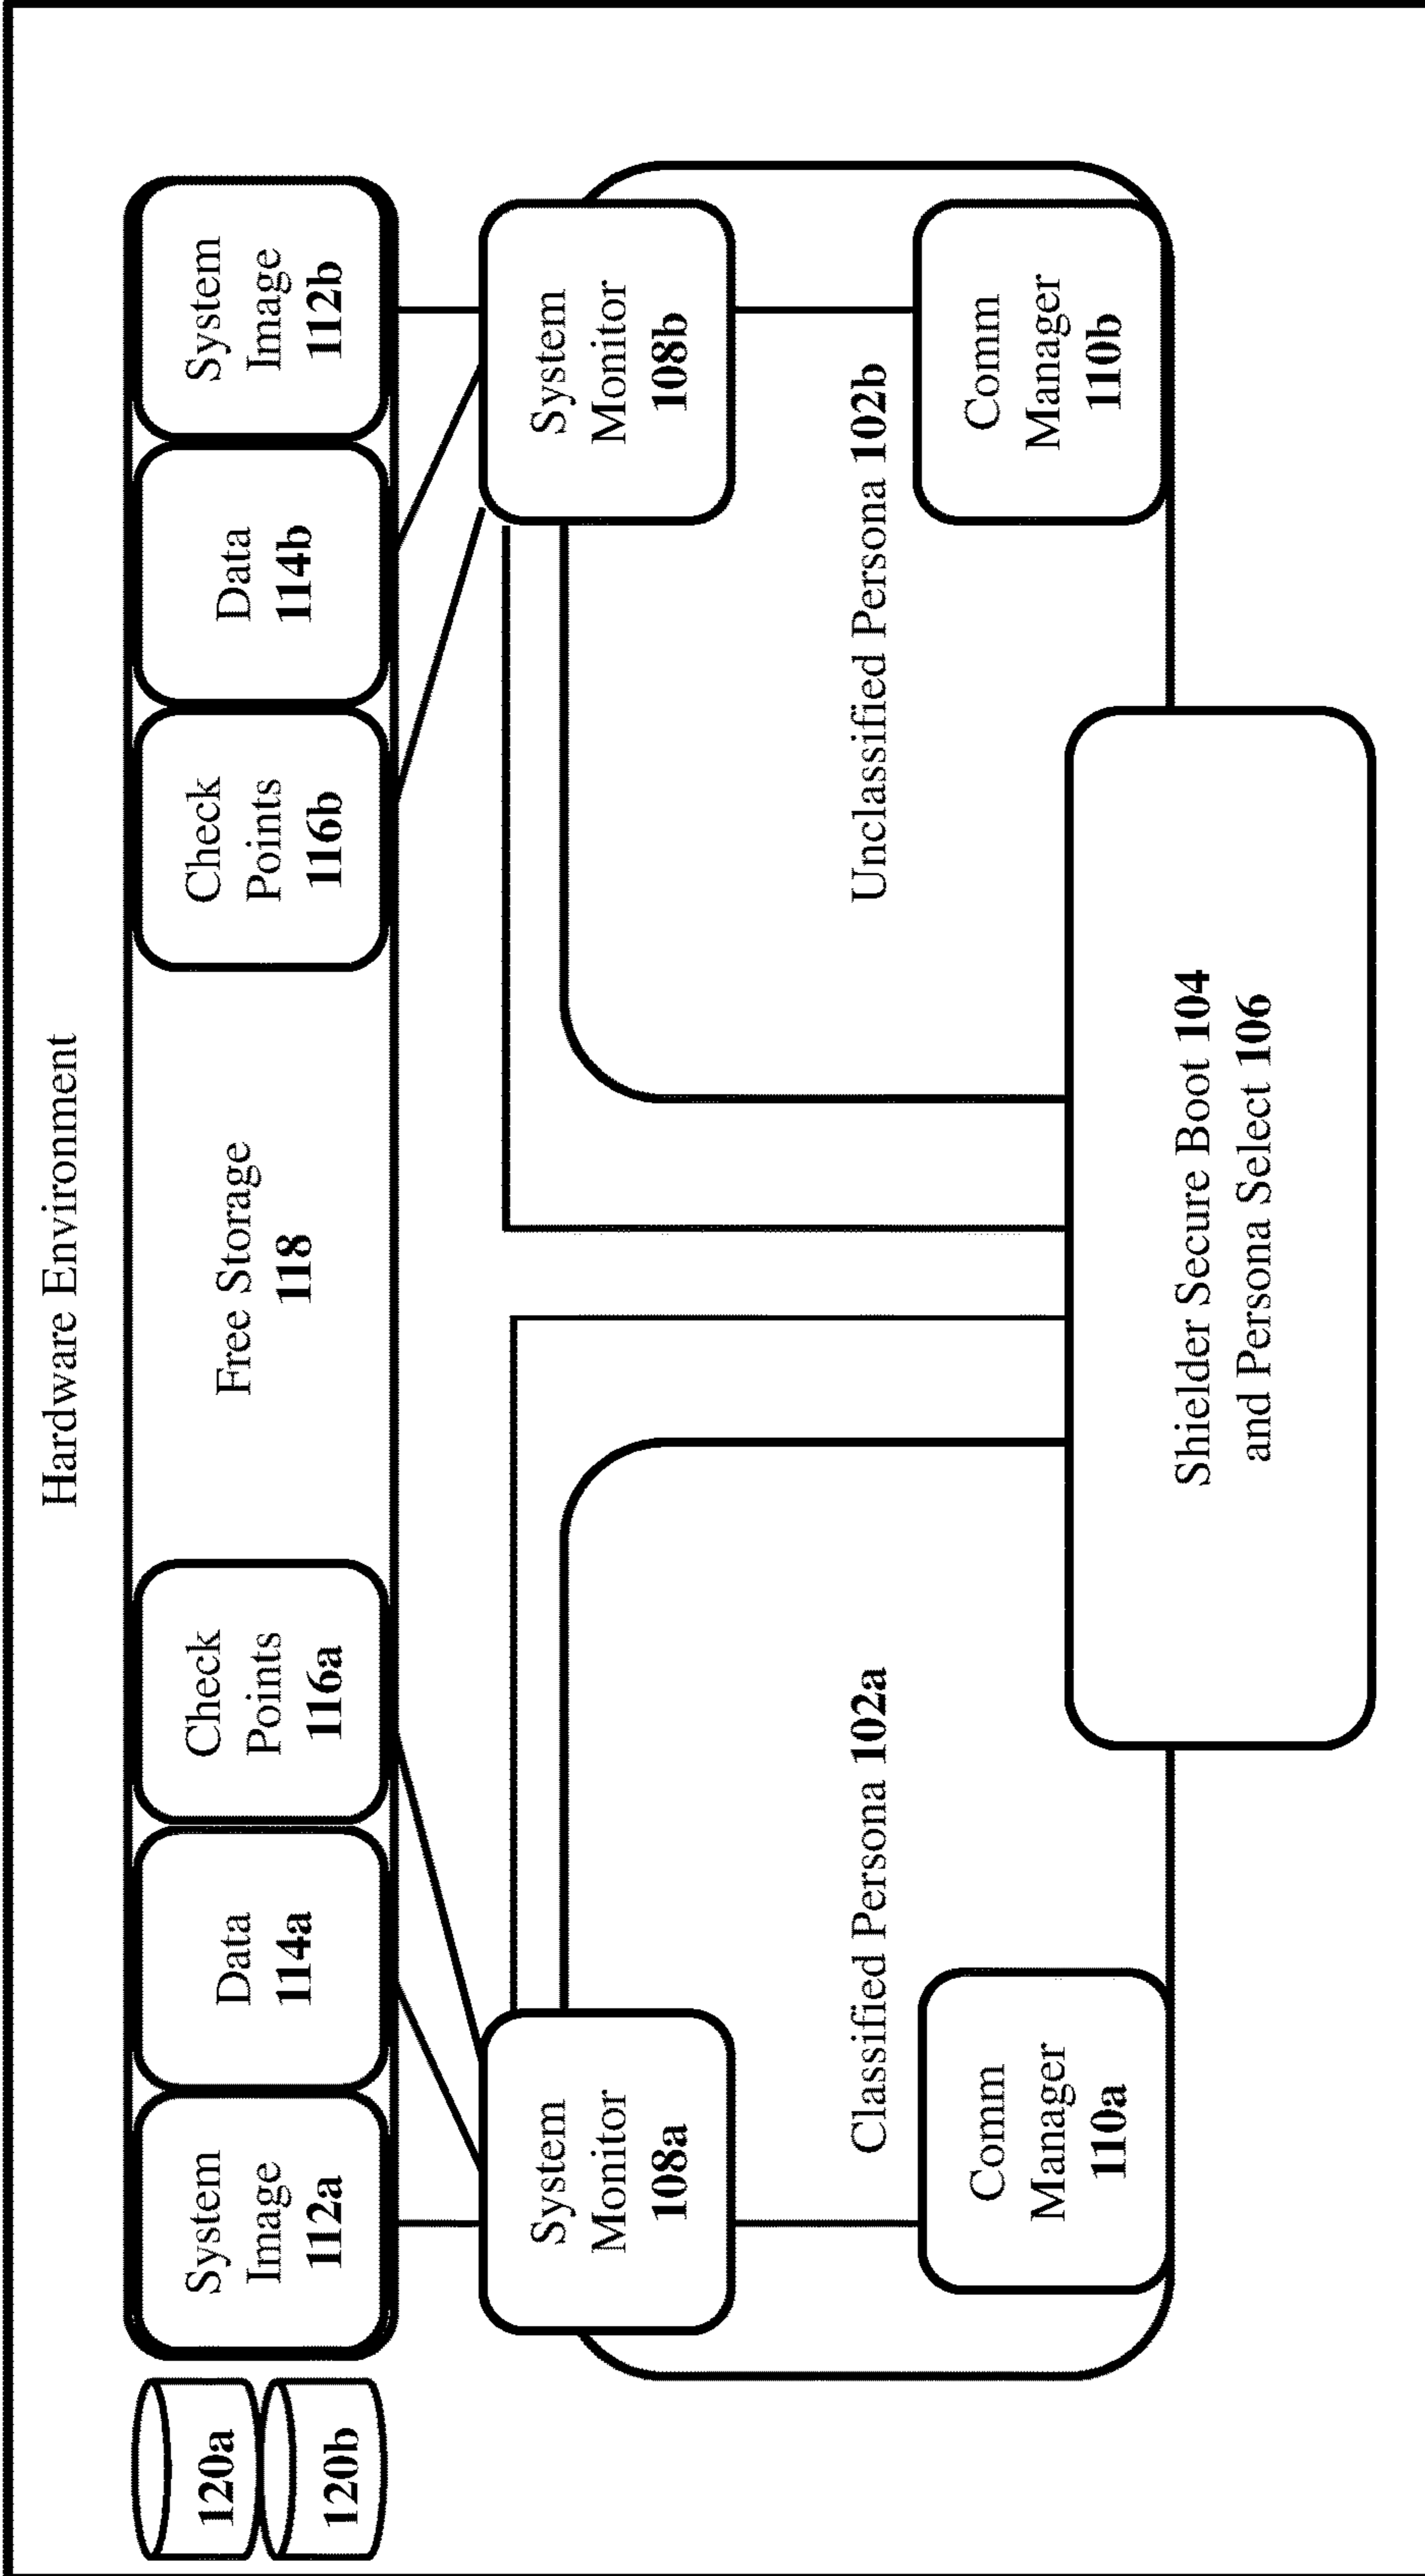 Hardware Environment
120a
120b
System
Image
112a
Data
114a
Check
Points
116a
Free Storage
118
Check
Points
116b
Data
114b
System
Image
112b
System
Monitor
108a
System
Monitor
108b
Classified Persona 102a
Unclassified Persona 102b
Comm
Manager
110a
Comm
Manager
110b
Shielder Secure Boot 104
and Persona Select 106